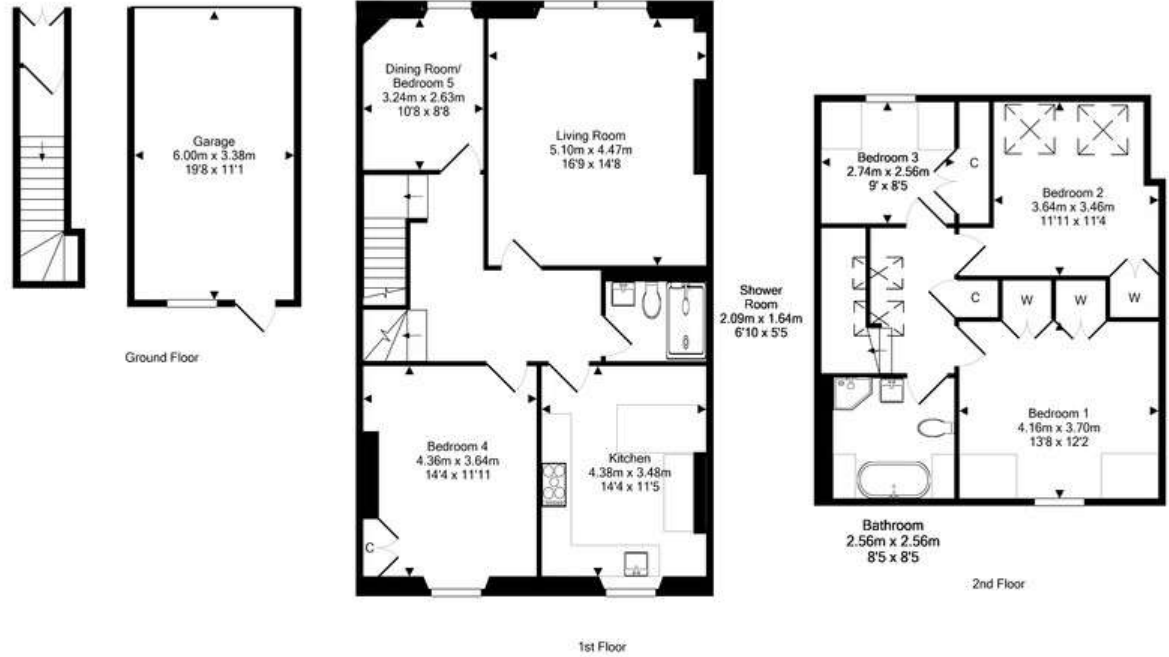 Garage
6.00m x 3.38m
19'8 x 11'1
Ground Floor
Dining Room/
Bedroom 5
3.24m x 2.63m
10'8 x 8'8
Living Room
5.10m x 4.47m
16'9 x 14'8
Shower
Room
2.09m x 1.64m
6'10 x 5'5
Bedroom 4
4.36m x 3.64m
14'4 x 11'11
C
Kitchen
4.38m x 3.48m
14'4 x 11'5
1st Floor
Bedroom 3
2.74m x 2.56m
9' x 8'5
C
Bedroom 2
3.64m x 3.46m
11'11 x 11'4
C
W
W
W
Bedroom 1
4.16m x 3.70m
13'8 x 12'2
Bathroom
2.56m x 2.56m
8'5 x 8'5
2nd Floor